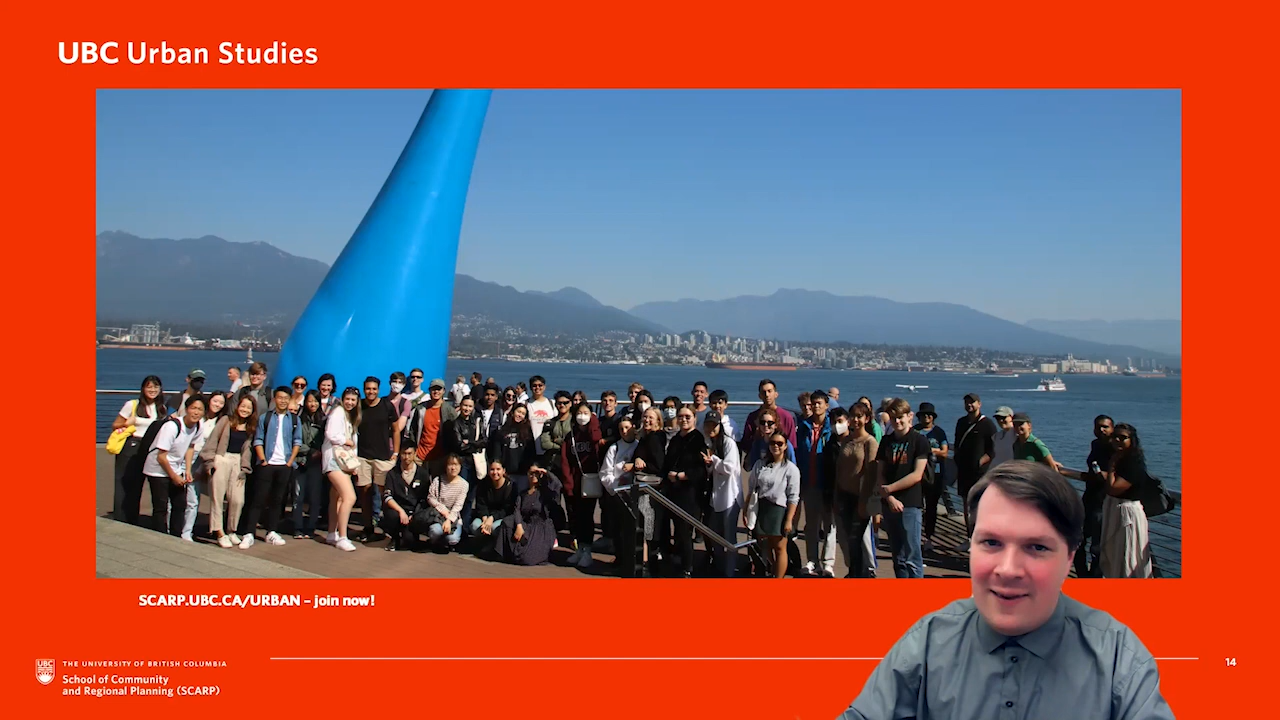 UBC Urban Studies
SCARP.UBC.CA/URBAN – join now!
UBC
THE UNIVERSITY OF BRITISH COLUMBIA
School of Community
and Regional Planning (SCARP)
14